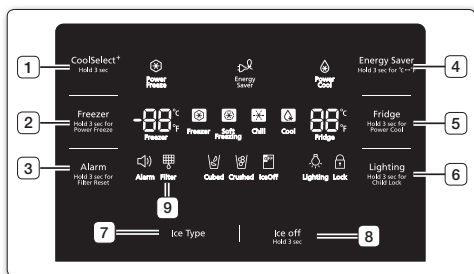 1
CoolSelect+
Hold 3 sec
Power
Freeze
Energy
Saver
Power
Cool
Energy Saver
Hold 3 sec for °C↔°F
4
2
Freezer
Hold 3 sec for
Power Freeze
-88 °C °F
Freezer
Freezer
Soft
Freezing
Chill
Cool
88 °C °F
Fridge
Fridge
Hold 3 sec for
Power Cool
5
3
Alarm
Hold 3 sec for
Filter Reset
Alarm
Filter
Cubed
Crushed
IceOff
Lighting
Lock
Lighting
Hold 3 sec for
Child Lock
6
9
7
Ice Type
Ice off
Hold 3 sec
8